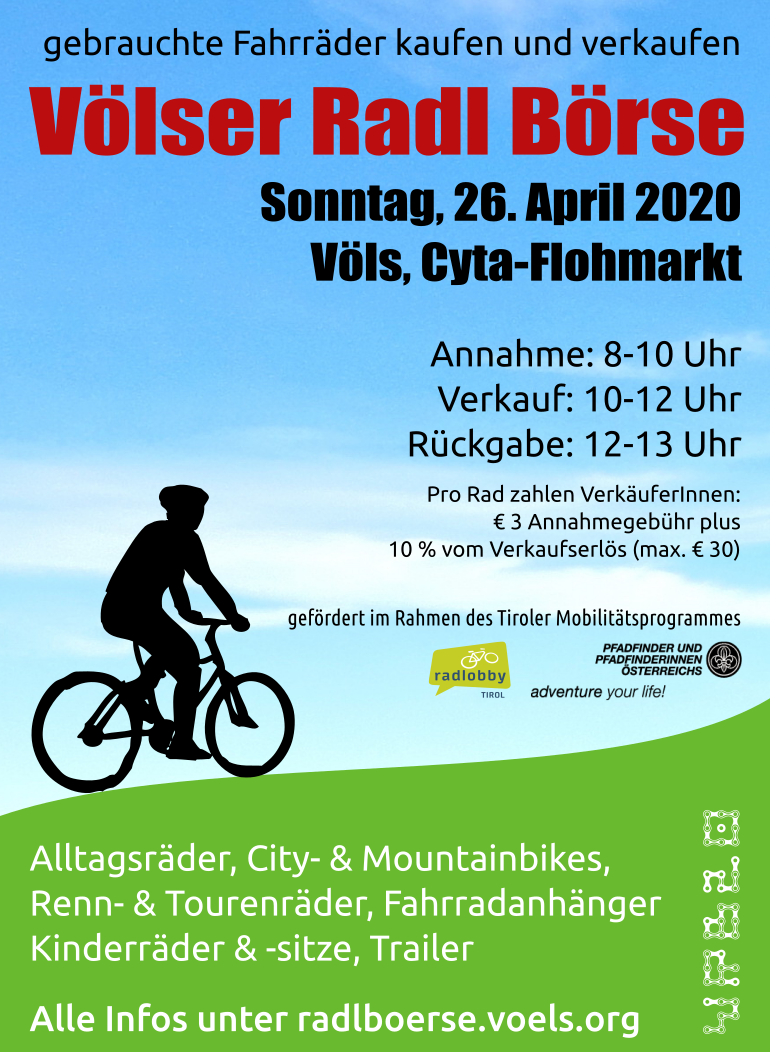 gebrauchte Fahrräder kaufen und verkaufen
Völser Radl Börse
Sonntag, 26. April 2020
Völs, Cyta-Flohmarkt
Annahme: 8-10 Uhr
Verkauf: 10-12 Uhr
Rückgabe: 12-13 Uhr
Pro Rad zahlen VerkäuferInnen:
€ 3 Annahmegebühr plus
10 % vom Verkaufserlös (max. € 30)
gefördert im Rahmen des Tiroler Mobilitätsprogrammes
radlobby
TIROL
PFADFINDER UND
PFADFINDERINNEN
ÖSTERREICHS
adventure your life!
Alltagsräder, City- & Mountainbikes,
Renn- & Tourenräder, Fahrradanhänger
Kinderräder & -sitze, Trailer
Alle Infos unter radlboerse.voels.org